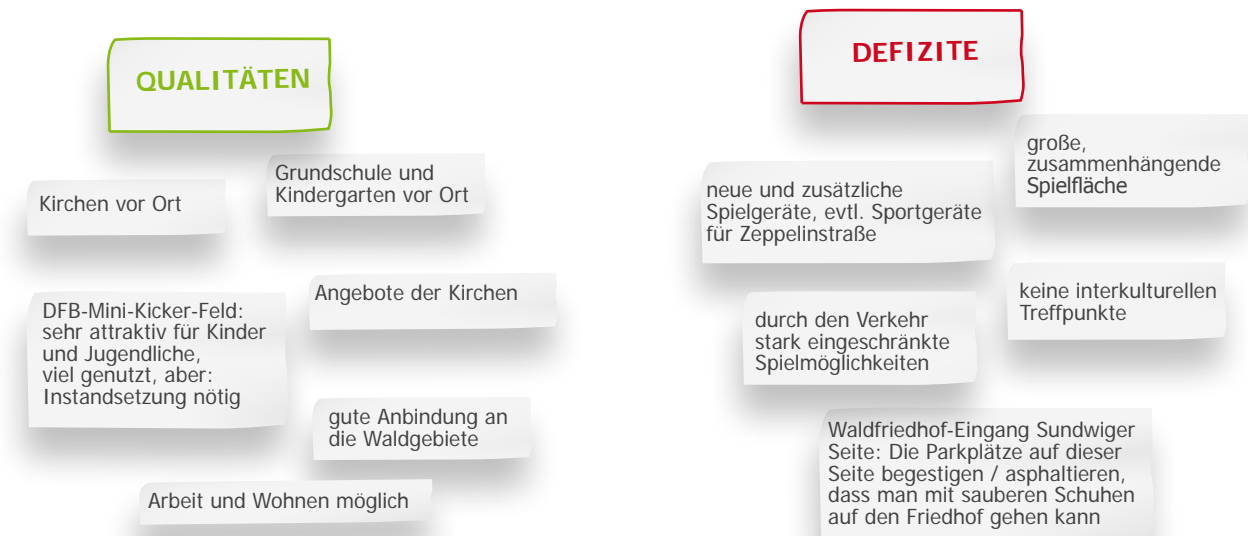 QUALITÄTEN
Kirchen vor Ort
Grundschule und
Kindergarten vor Ort
DFB-Mini-Kicker-Feld:
sehr attraktiv für Kinder
und Jugendliche,
viel genutzt, aber:
Instandsetzung nötig
Angebote der Kirchen
gute Anbindung an
die Waldgebiete
Arbeit und Wohnen möglich
DEFIZITE
neue und zusätzliche
Spielgeräte, evtl. Sportgeräte
für Zeppelinstraße
große,
zusammenhängende
Spielfläche
durch den Verkehr
stark eingeschränkte
Spielmöglichkeiten
keine interkulturellen
Treffpunkte
Waldfriedhof-Eingang Sundwiger
Seite: Die Parkplätze auf dieser
Seite begestigen / asphaltieren,
dass man mit sauberen Schuhen
auf den Friedhof gehen kann